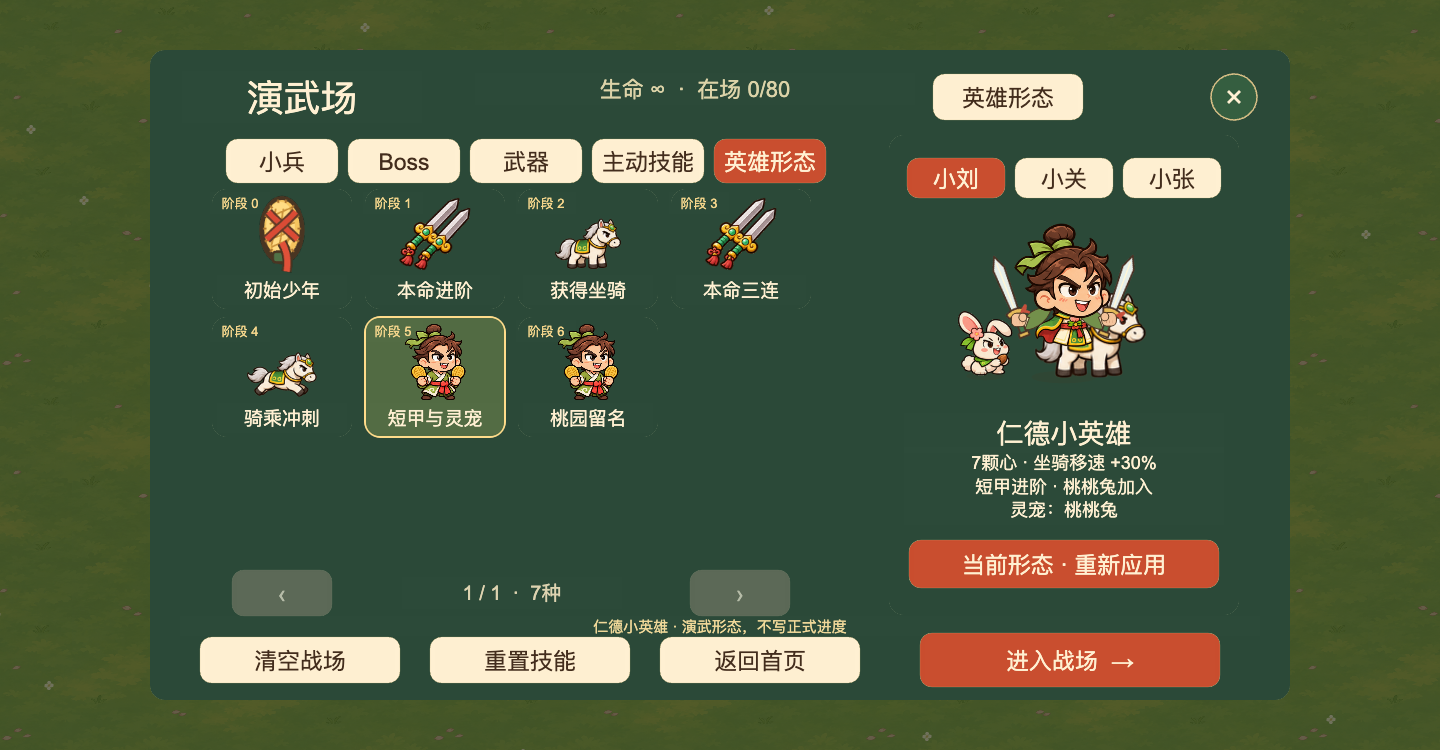 演武场
生命 ∞ · 在场 0/80
英雄形态
×
小兵
Boss
武器
主动技能
英雄形态
小刘
小关
小张
阶段 0
初始少年
阶段 1
本命进阶
阶段 2
获得坐骑
阶段 3
本命三连
阶段 4
骑乘冲刺
阶段 5
短甲与灵宠
阶段 6
桃园留名
仁德小英雄
7颗心 · 坐骑移速 +30%
短甲进阶 · 桃桃兔加入
灵宠：桃桃兔
当前形态 · 重新应用
‹
1 / 1 · 7种
›
仁德小英雄 · 演武形态，不写正式进度
清空战场
重置技能
返回首页
进入战场 →